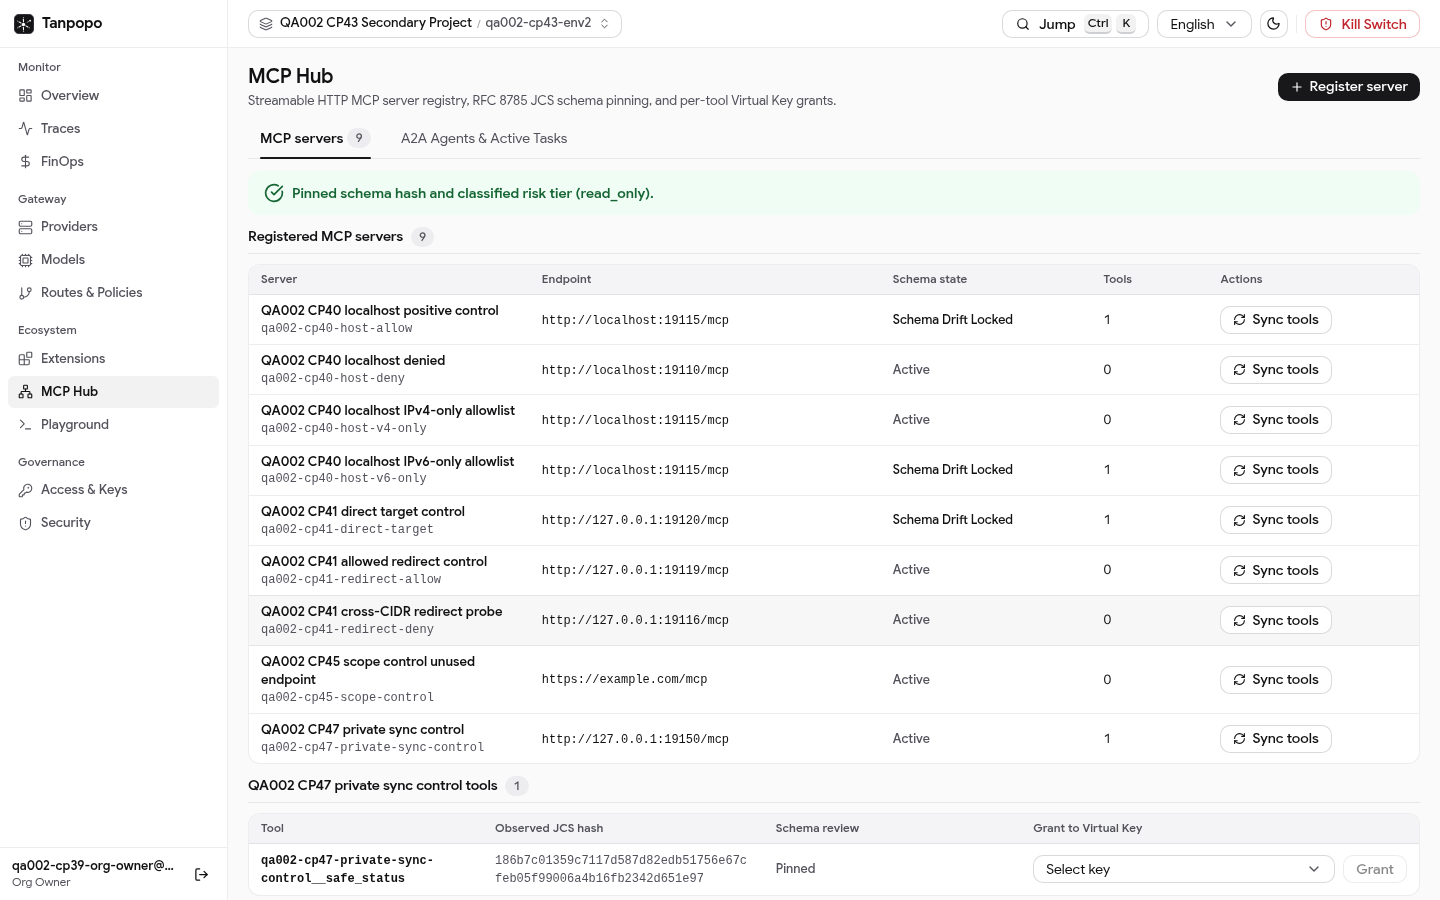 Tanpopo
QA002 CP43 Secondary Project / qa002-cp43-env2
Jump Ctrl K
English
Kill Switch
Monitor
Overview
Traces
FinOps
Gateway
Providers
Models
Routes & Policies
Ecosystem
Extensions
MCP Hub
Playground
Governance
Access & Keys
Security
qa002-cp39-org-owner@...
Org Owner
MCP Hub
Streamable HTTP MCP server registry, RFC 8785 JCS schema pinning, and per-tool Virtual Key grants.
Register server
MCP servers 9
A2A Agents & Active Tasks
Pinned schema hash and classified risk tier (read_only).
Registered MCP servers 9
Server Endpoint Schema state Tools Actions
QA002 CP40 localhost positive control
qa002-cp40-host-allow
http://localhost:19115/mcp Schema Drift Locked 1 Sync tools
QA002 CP40 localhost denied
qa002-cp40-host-deny
http://localhost:19110/mcp Active 0 Sync tools
QA002 CP40 localhost IPv4-only allowlist
qa002-cp40-host-v4-only
http://localhost:19115/mcp Active 0 Sync tools
QA002 CP40 localhost IPv6-only allowlist
qa002-cp40-host-v6-only
http://localhost:19115/mcp Schema Drift Locked 1 Sync tools
QA002 CP41 direct target control
qa002-cp41-direct-target
http://127.0.0.1:19120/mcp Schema Drift Locked 1 Sync tools
QA002 CP41 allowed redirect control
qa002-cp41-redirect-allow
http://127.0.0.1:19119/mcp Active 0 Sync tools
QA002 CP41 cross-CIDR redirect probe
qa002-cp41-redirect-deny
http://127.0.0.1:19116/mcp Active 0 Sync tools
QA002 CP45 scope control unused
endpoint
qa002-cp45-scope-control
https://example.com/mcp Active 0 Sync tools
QA002 CP47 private sync control
qa002-cp47-private-sync-control
http://127.0.0.1:19150/mcp Active 1 Sync tools
QA002 CP47 private sync control tools 1
Tool Observed JCS hash Schema review Grant to Virtual Key
qa002-cp47-private-sync-
control__safe_status
186b7c01359c7117d587d82edb51756e67c
feb05f99006a4b16fb2342d651e97
Pinned
Select key
Grant